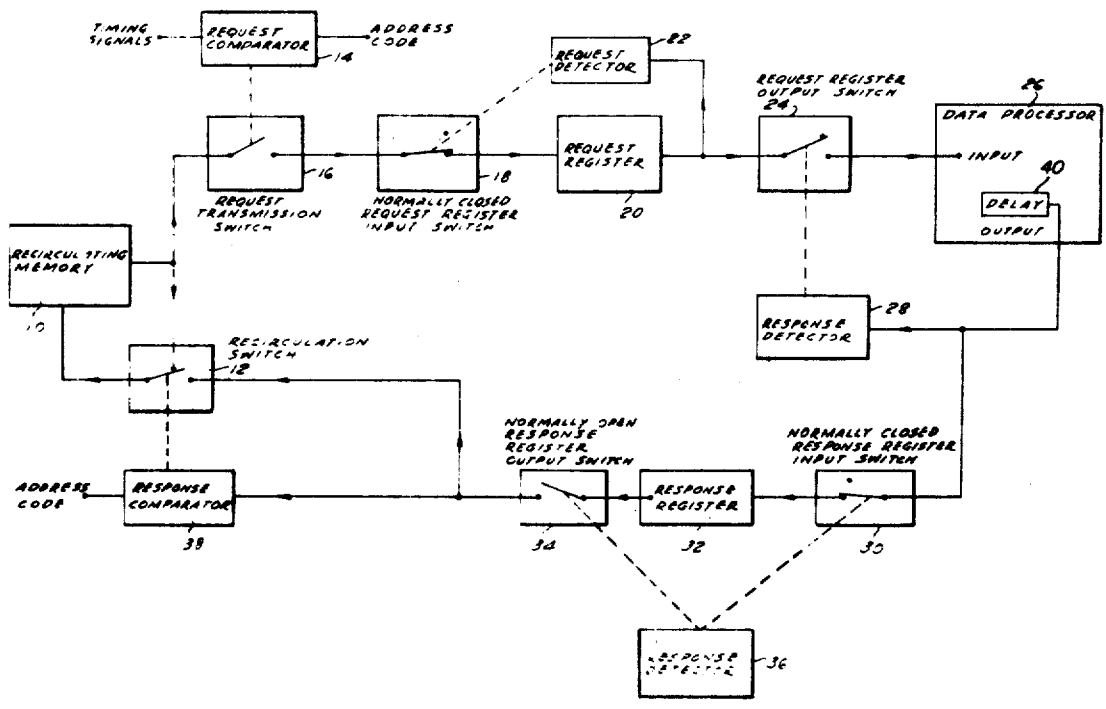 TIMING
SIGNALS
REQUEST
COMPARATOR
14
ADDRESS
CODE
REQUEST
DETECTOR
22
REQUEST REGISTER
OUTPUT SWITCH
24
26
DATA PROCESSOR
INPUT
40
DELAY
OUTPUT
16
REQUEST
TRANSMISSION
SWITCH
18
NORMALLY CLOSED
REQUEST REGISTER
INPUT SWITCH
REQUEST
REGISTER
20
RECIRCULATING
MEMORY
10
RECIRCULATION
SWITCH
12
RESPONSE
DETECTOR
28
NORMALLY OPEN
RESPONSE
REGISTER
OUTPUT SWITCH
NORMALLY CLOSED
RESPONSE REGISTER
INPUT SWITCH
ADDRESS
CODE
RESPONSE
COMPARATOR
38
34
RESPONSE
REGISTER
32
30
RESPONSE
DETECTOR
36